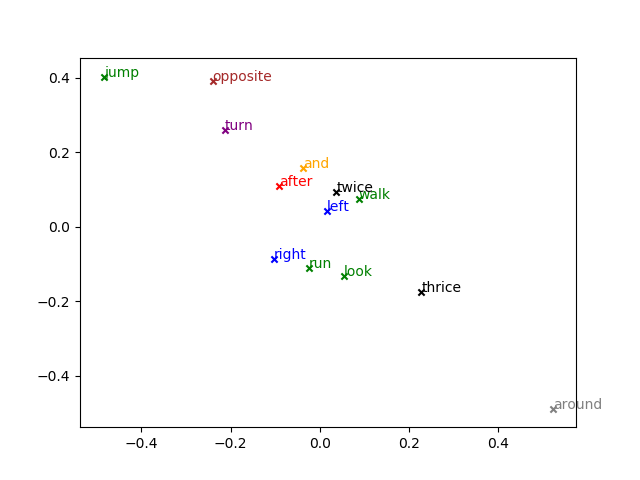 jump
opposite
turn
and
after
twice
walk
left
right
run
look
thrice
around
0.4
0.2
0.0
−0.2
−0.4
−0.4
−0.2
0.0
0.2
0.4